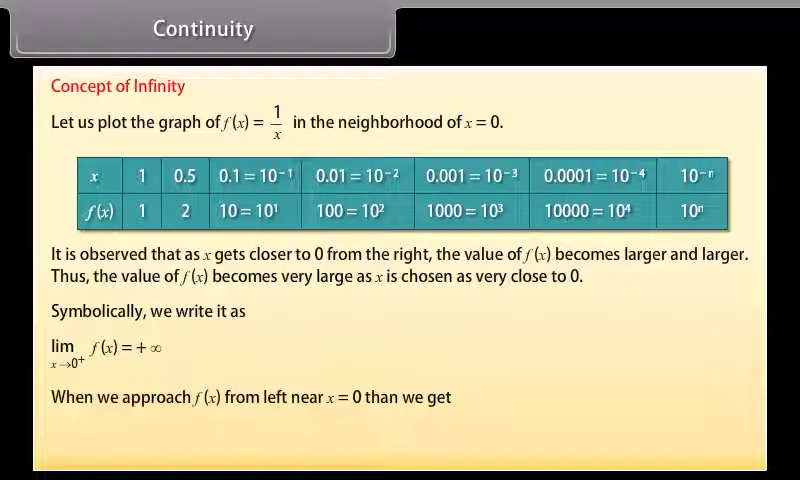 Continuity
Concept of Infinity
Let us plot the graph of f(x) = 1/x in the neighborhood of x = 0.
x 1 0.5 0.1 = 10⁻¹ 0.01 = 10⁻² 0.001 = 10⁻³ 0.0001 = 10⁻⁴ 10⁻ⁿ
f(x) 1 2 10 = 10¹ 100 = 10² 1000 = 10³ 10000 = 10⁴ 10ⁿ
It is observed that as x gets closer to 0 from the right, the value of f(x) becomes larger and larger.
Thus, the value of f(x) becomes very large as x is chosen as very close to 0.
Symbolically, we write it as
lim f(x) = + ∞
x→0⁺
When we approach f(x) from left near x = 0 than we get